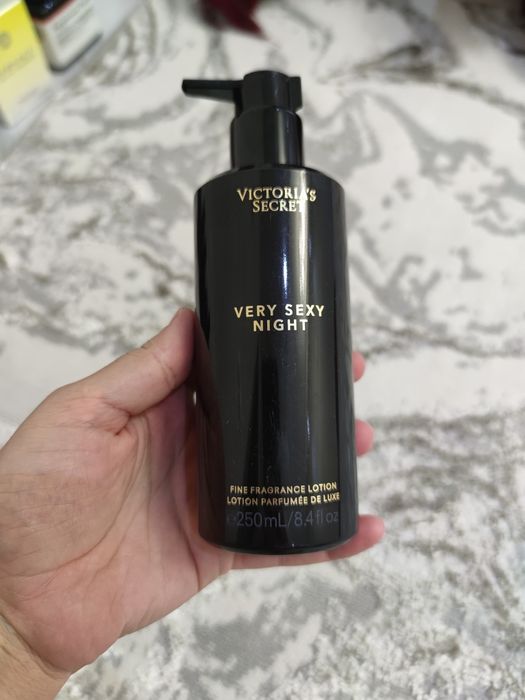 VICTORIA'S
SECRET
VERY SEXY
NIGHT
FINE FRAGRANCE LOTION
LOTION PARFUMÉE DE LUXE
℮250mL/8.4 fl oz